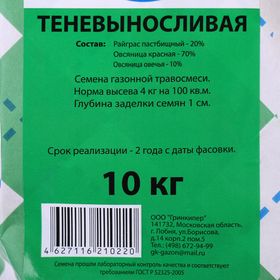 ТЕНЕВЫНОСЛИВАЯ
Состав: Райграс пастбищный - 20%
Овсяница красная - 70%
Овсяница овечья - 10%
Семена газонной травосмеси.
Норма высева 4 кг на 100 кв.м.
Глубина заделки семян 1 см.
Срок реализации - 2 года с даты фасовки.
10 кг
ООО "Гринкипер"
141732, Московская область.
г. Лобня, ул.Борисова,
д.14 корп.2 пом.5
Тел.: (498) 672-94-99
gk-gazon@mail.ru
4 627116 210220
Семена прошли лабораторный контроль качества и соответствуют
требованиям ГОСТ Р 52325-2005